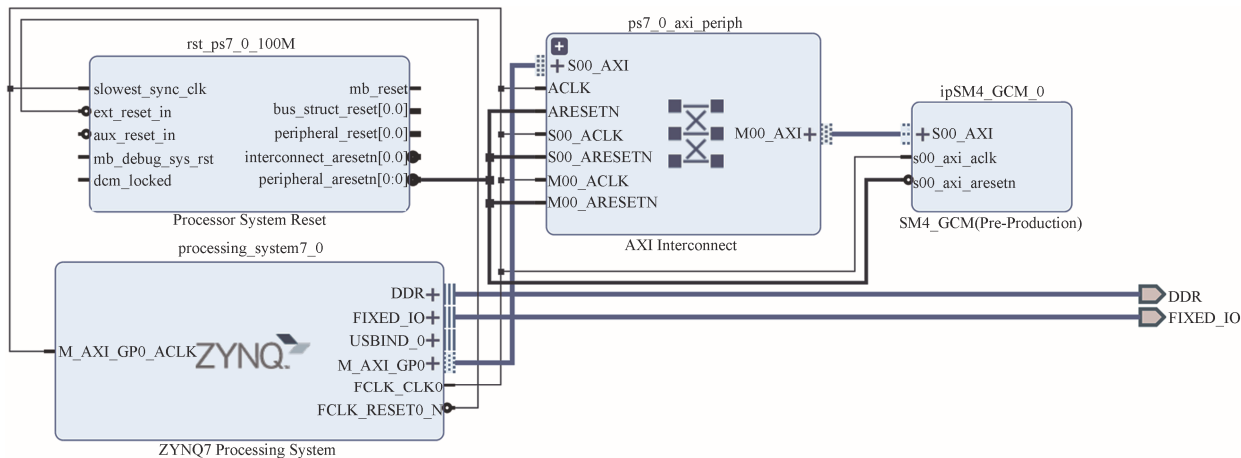 rst_ps7_0_100M
slowest_sync_clk
ext_reset_in
aux_reset_in
mb_debug_sys_rst
dcm_locked
mb_reset
bus_struct_reset[0.0]
peripheral_reset[0.0]
interconnect_aresetn[0.0]
peripheral_aresetn[0:0]
Processor System Reset
ps7_0_axi_periph
S00_AXI
ACLK
ARESETN
S00_ACLK
S00_ARESETN
M00_ACLK
M00_ARESETN
M00_AXI
AXI Interconnect
ipSM4_GCM_0
S00_AXI
s00_axi_aclk
s00_axi_aresetn
SM4_GCM(Pre-Production)
processing_system7_0
M_AXI_GP0_ACLK
ZYNQ
DDR
FIXED_IO
USBIND_0
M_AXI_GP0
FCLK_CLK0
FCLK_RESET0_N
ZYNQ7 Processing System
DDR
FIXED_IO